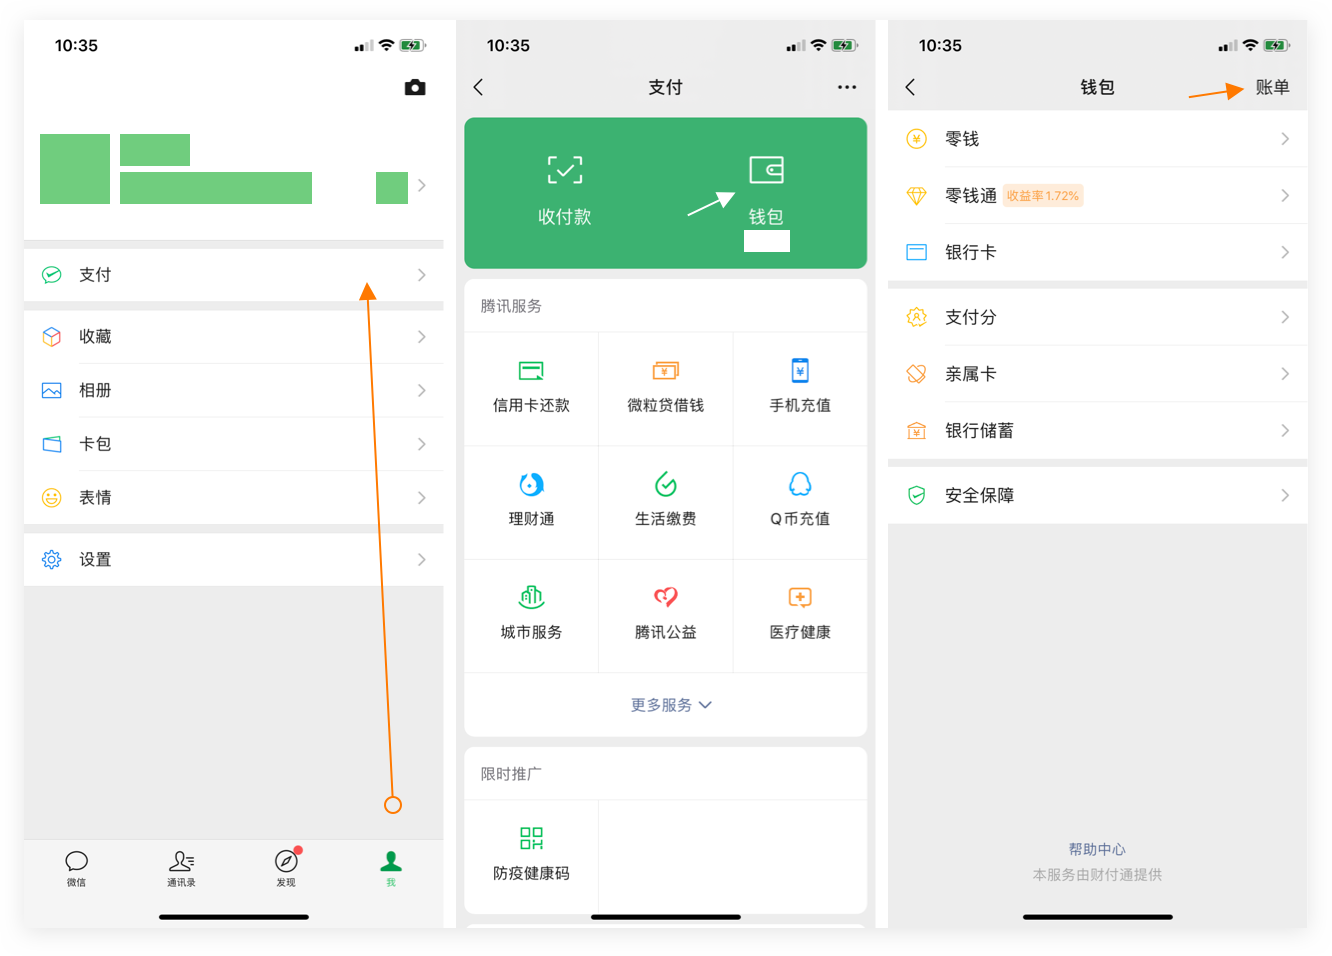 10:35
支付
收藏
相册
卡包
表情
设置
微信
通讯录
发现
我
10:35
支付
收付款
钱包
腾讯服务
信用卡还款
微粒贷借钱
手机充值
理财通
生活缴费
Q币充值
城市服务
腾讯公益
医疗健康
更多服务
限时推广
防疫健康码
10:35
钱包
账单
零钱
零钱通 收益率1.72%
银行卡
支付分
亲属卡
银行储蓄
安全保障
帮助中心
本服务由财付通提供